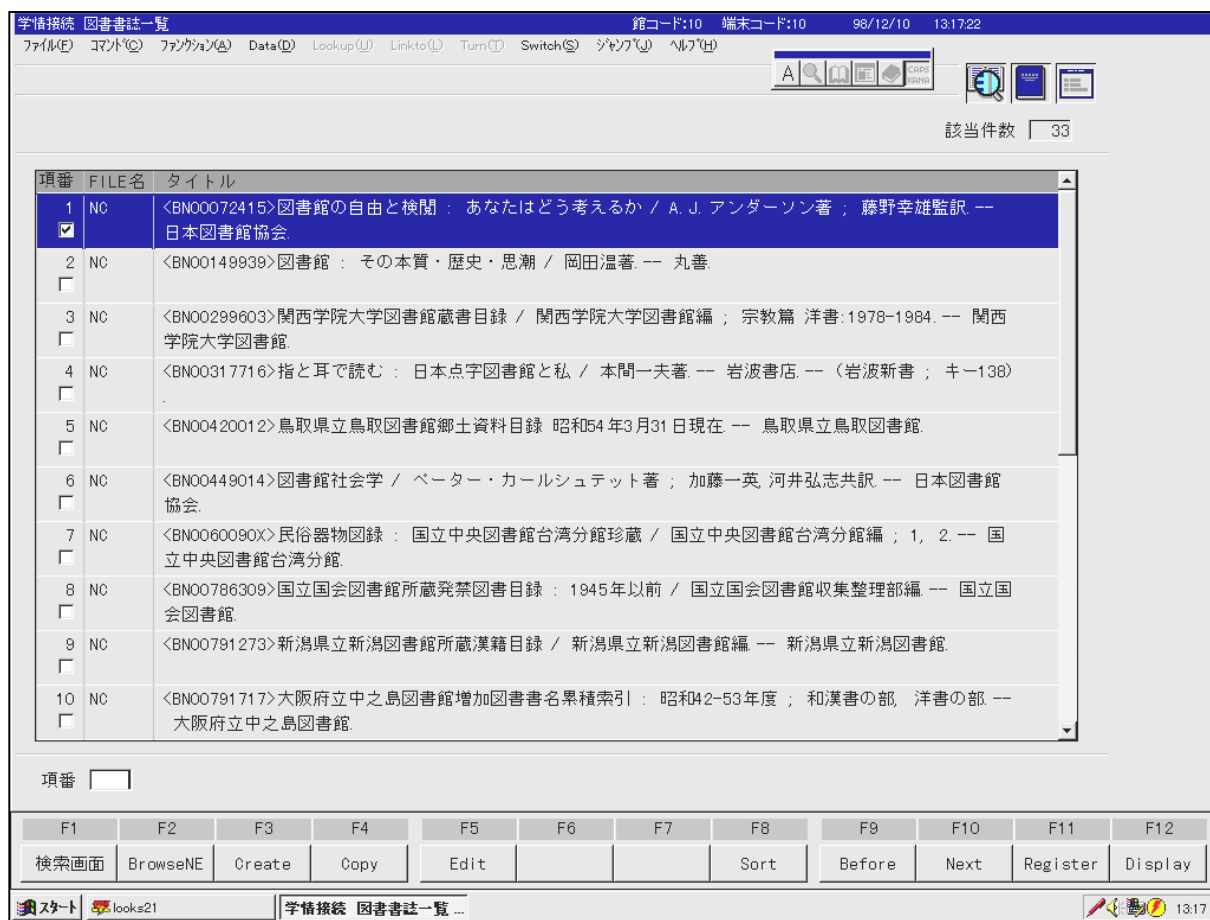 学情接続 図書書誌一覧 館コード:10 端末コード:10 98/12/10 13:17:22
ファイル(F) コマンド(C) ファンクション(A) Data(D) Lookup(U) Linkto(L) Turn(T) Switch(S) ジャンプ(J) ヘルプ(H)
A CAPS KANA
該当件数 33
項番 FILE名 タイトル
1 NC <BN00072415>図書館の自由と検閲 : あなたはどう考えるか / A. J. アンダーソン著 ; 藤野幸雄監訳. --
日本図書館協会.
2 NC <BN00149939>図書館 : その本質・歴史・思潮 / 岡田温著. -- 丸善.
3 NC <BN00299603>関西学院大学図書館蔵書目録 / 関西学院大学図書館編 ; 宗教篇 洋書:1978-1984. -- 関西
学院大学図書館.
4 NC <BN00317716>指と耳で読む : 日本点字図書館と私 / 本間一夫著. -- 岩波書店. -- (岩波新書 ; キー138)
.
5 NC <BN00420012>鳥取県立鳥取図書館郷土資料目録 昭和54年3月31日現在. -- 鳥取県立鳥取図書館.
6 NC <BN00449014>図書館社会学 / ペーター・カールシュテット著 ; 加藤一英, 河井弘志共訳. -- 日本図書館
協会.
7 NC <BN0060090X>民俗器物図録 : 国立中央図書館台湾分館珍蔵 / 国立中央図書館台湾分館編 ; 1, 2. -- 国
立中央図書館台湾分館.
8 NC <BN00786309>国立国会図書館所蔵発禁図書目録 : 1945年以前 / 国立国会図書館収集整理部編. -- 国立国
会図書館.
9 NC <BN00791273>新潟県立新潟図書館所蔵漢籍目録 / 新潟県立新潟図書館編. -- 新潟県立新潟図書館.
10 NC <BN00791717>大阪府立中之島図書館増加図書書名累積索引 : 昭和42-53年度 ; 和漢書の部, 洋書の部. --
大阪府立中之島図書館.
項番
F1 F2 F3 F4 F5 F6 F7 F8 F9 F10 F11 F12
検索画面 BrowseNE Create Copy Edit Sort Before Next Register Display
スタート looks21 学情接続 図書書誌一覧 ... 13:17